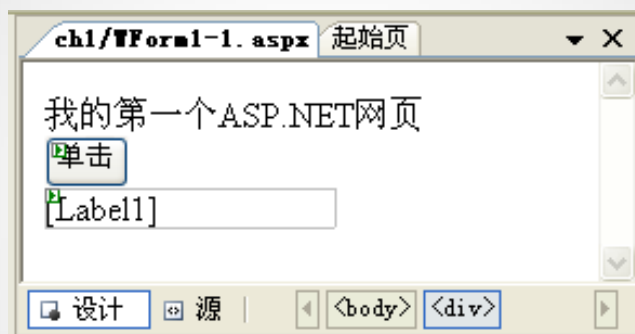 ch1/WForm1-1.aspx 起始页
我的第一个ASP.NET网页
单击
[Label1]
设计 源 <body> <div>